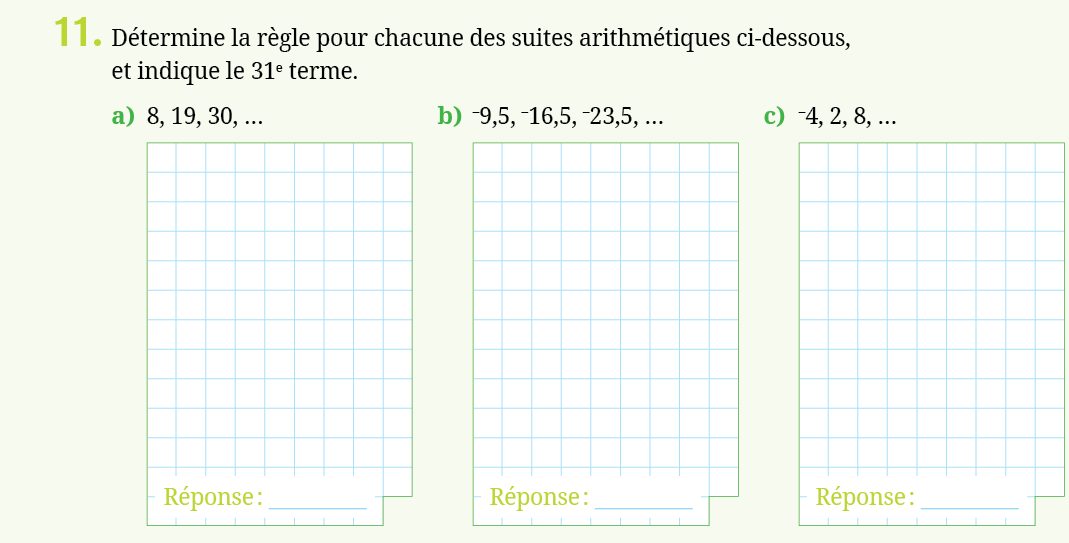 11. Détermine la règle pour chacune des suites arithmétiques ci-dessous,
et indique le 31ᵉ terme.
a) 8, 19, 30, …
b) ⁻9,5, ⁻16,5, ⁻23,5, …
c) ⁻4, 2, 8, …
Réponse : ________
Réponse : ________
Réponse : ________